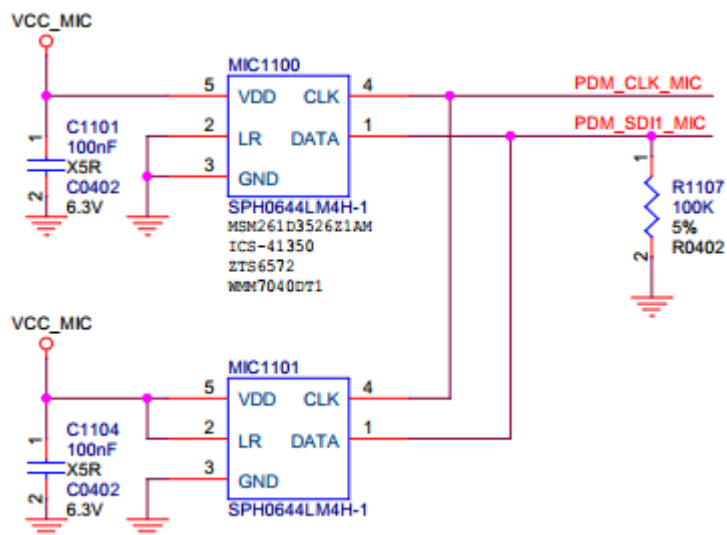 VCC_MIC
MIC1100
5 VDD CLK 4 PDM_CLK_MIC
2 LR DATA 1 PDM_SDI1_MIC
3 GND
SPH0644LM4H-1
MSM261D3526Z1AM
ICS-41350
ZTS6572
WMM7040DT1
1 C1101
100nF
X5R
2 C0402
6.3V
1 R1107
100K
5%
2 R0402
VCC_MIC
MIC1101
5 VDD CLK 4
2 LR DATA 1
3 GND
SPH0644LM4H-1
1 C1104
100nF
X5R
2 C0402
6.3V